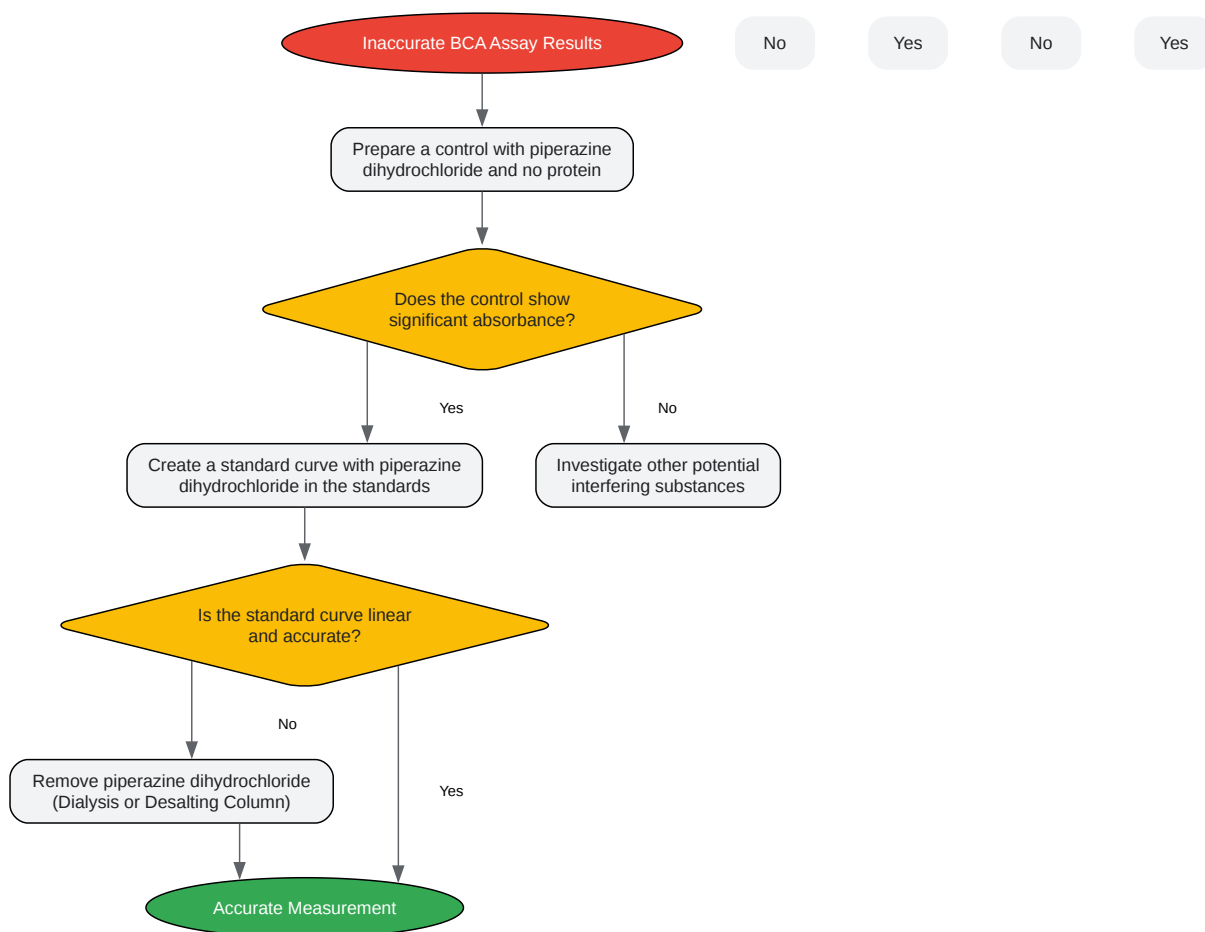 Inaccurate BCA Assay Results
No
Yes
No
Yes
Prepare a control with piperazine
dihydrochloride and no protein
Does the control show
significant absorbance?
Yes
No
Create a standard curve with piperazine
dihydrochloride in the standards
Investigate other potential
interfering substances
Is the standard curve linear
and accurate?
No
Remove piperazine dihydrochloride
(Dialysis or Desalting Column)
Yes
Accurate Measurement